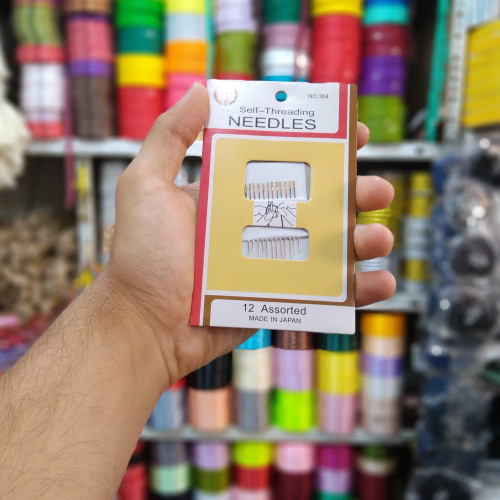 NO.304
Self-Threading
NEEDLES
12 Assorted
MADE IN JAPAN